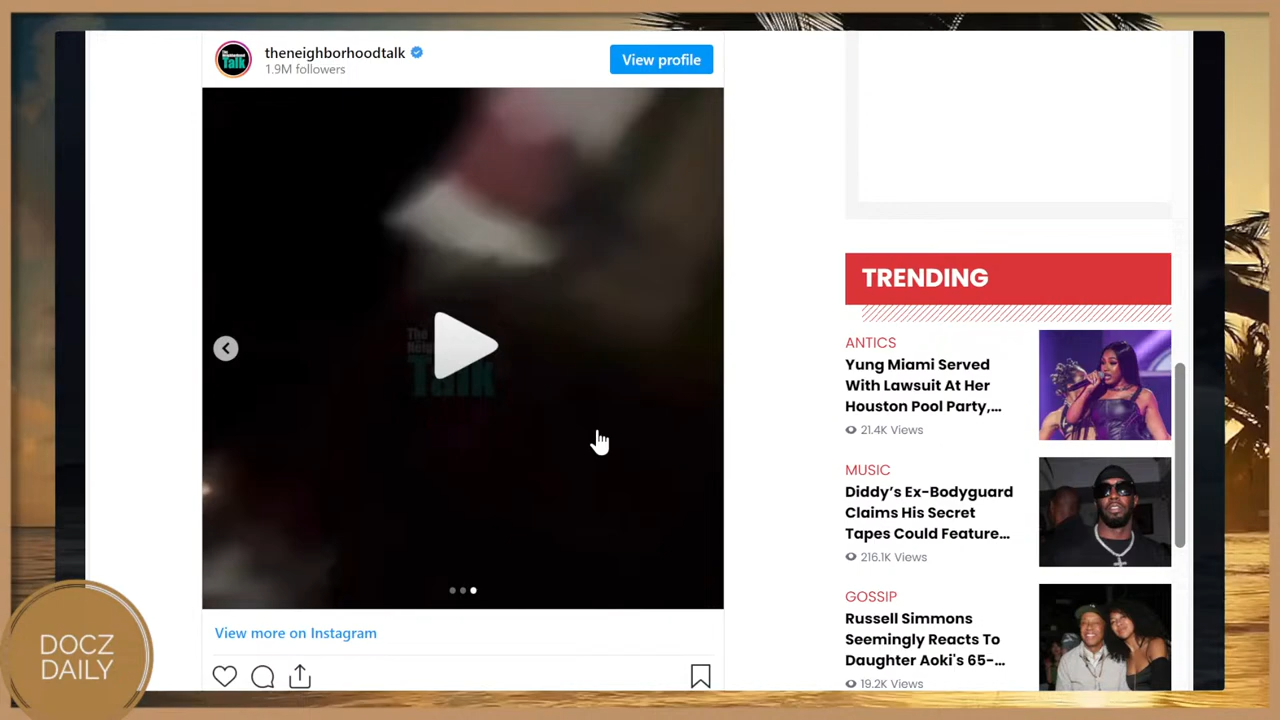 theneighborhoodtalk
1.9M followers
View profile
The
Talk
View more on Instagram
TRENDING
ANTICS
Yung Miami Served
With Lawsuit At Her
Houston Pool Party,...
21.4K Views
MUSIC
Diddy’s Ex-Bodyguard
Claims His Secret
Tapes Could Feature...
216.1K Views
GOSSIP
Russell Simmons
Seemingly Reacts To
Daughter Aoki's 65-...
19.2K Views
DOCZ
DAILY